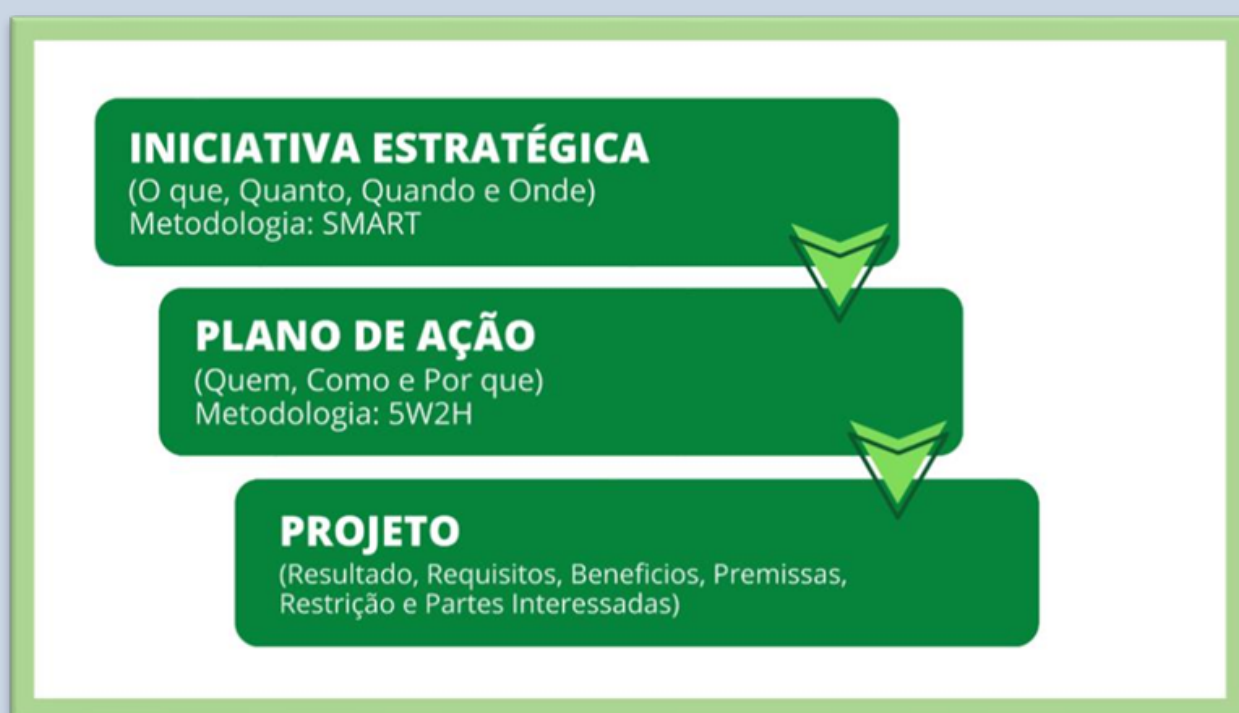 INICIATIVA ESTRATÉGICA
(O que, Quanto, Quando e Onde)
Metodologia: SMART
PLANO DE AÇÃO
(Quem, Como e Por que)
Metodologia: 5W2H
PROJETO
(Resultado, Requisitos, Beneficios, Premissas,
Restrição e Partes Interessadas)